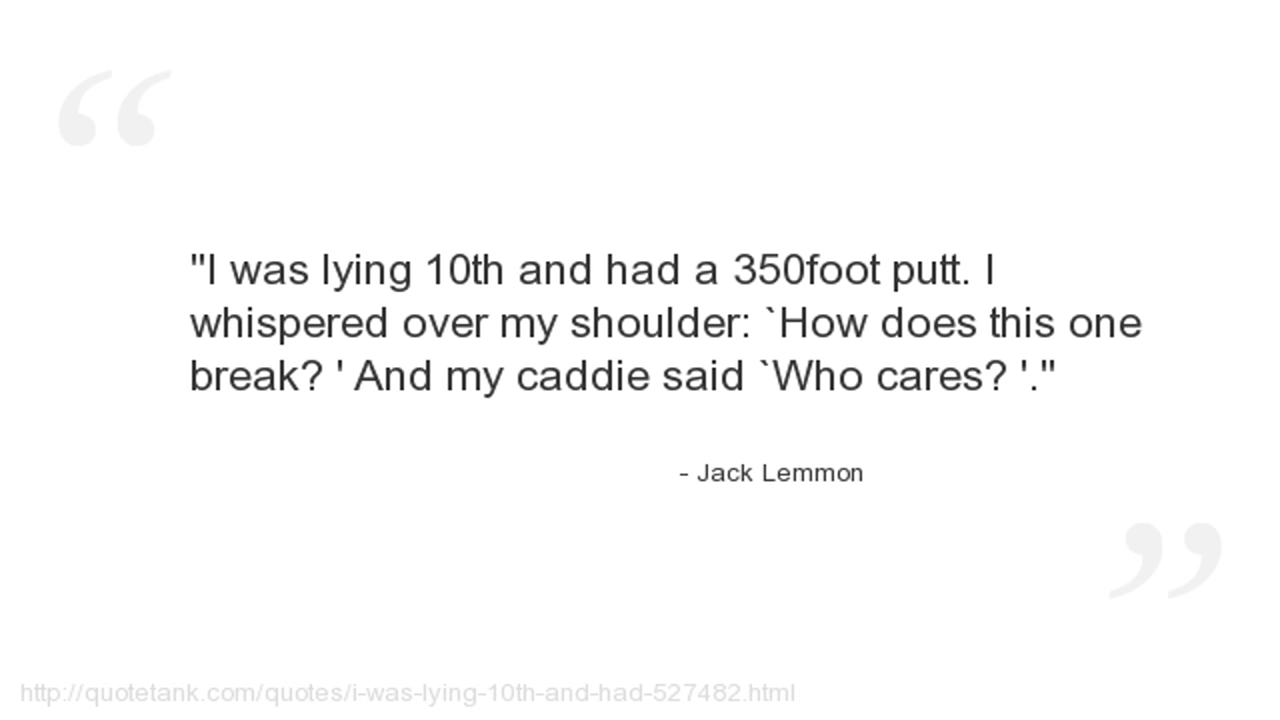 "I was lying 10th and had a 350foot putt. I
whispered over my shoulder: `How does this one
break? ' And my caddie said `Who cares? '."
- Jack Lemmon
http://quotetank.com/quotes/i-was-lying-10th-and-had-527482.html